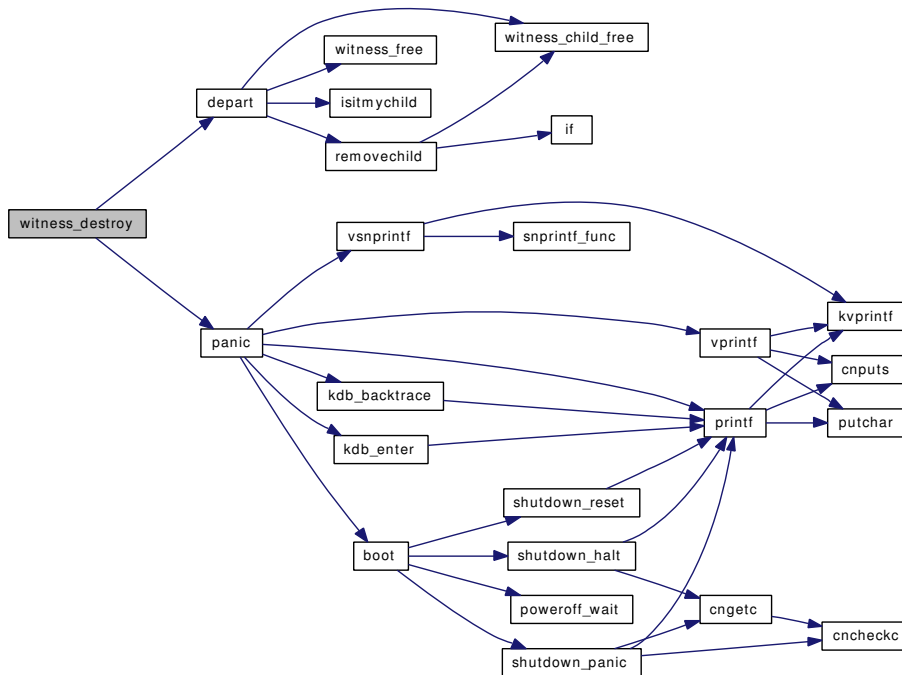 witness_child_free
witness_free
depart
isitmychild
if
removechild
witness_destroy
vsnprintf
snprintf_func
kvprintf
panic
vprintf
cnputs
kdb_backtrace
printf
putchar
kdb_enter
shutdown_reset
boot
shutdown_halt
poweroff_wait
cngetc
cncheckc
shutdown_panic